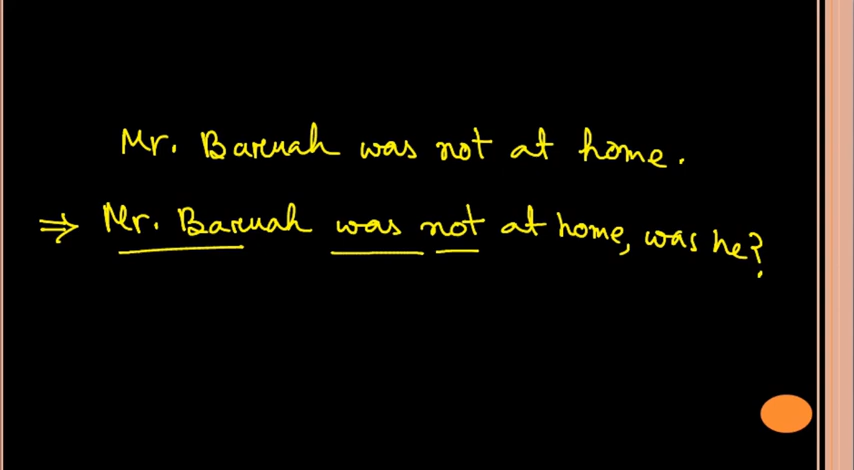 Mr. Baruah was not at home.
⇒ Mr. Baruah was not at home, was he?